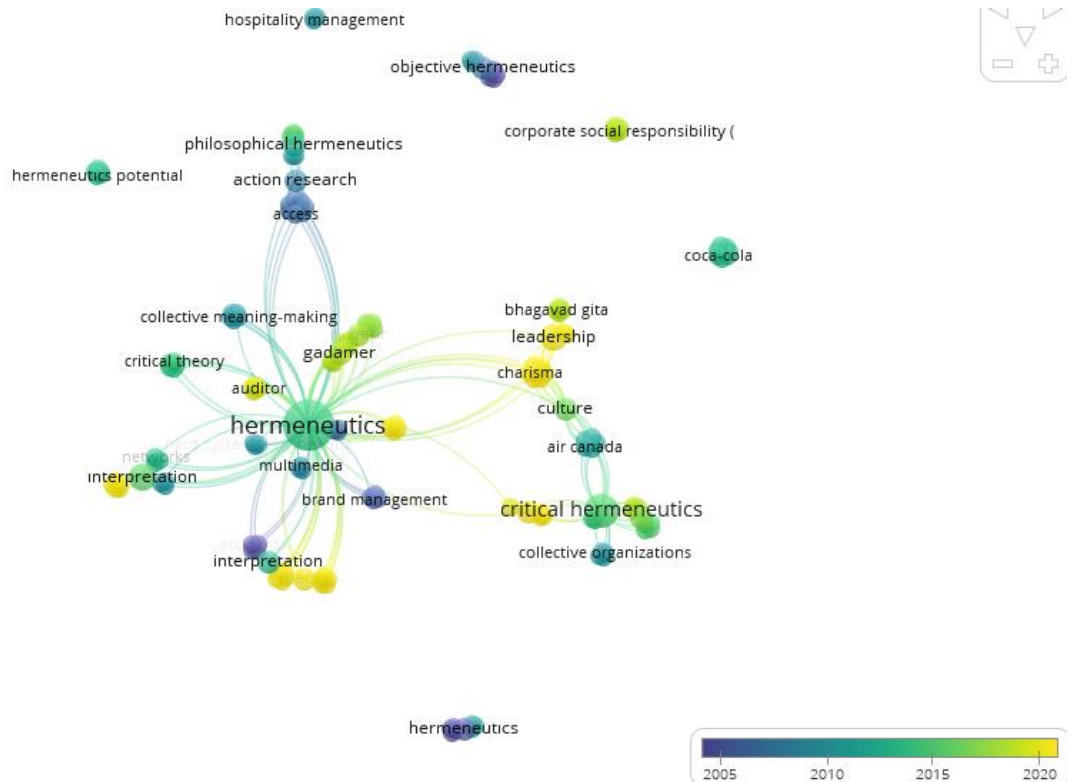 hospitality management
objective hermeneutics
corporate social responsibility (
philosophical hermeneutics
hermeneutics potential
action research
access
coca-cola
bhagavad gita
collective meaning-making
leadership
gadamer
critical theory
charisma
auditor
culture
hermeneutics
air canada
networks
multimedia
interpretation
brand management
critical hermeneutics
collective organizations
interpretation
hermeneutics
2005
2010
2015
2020